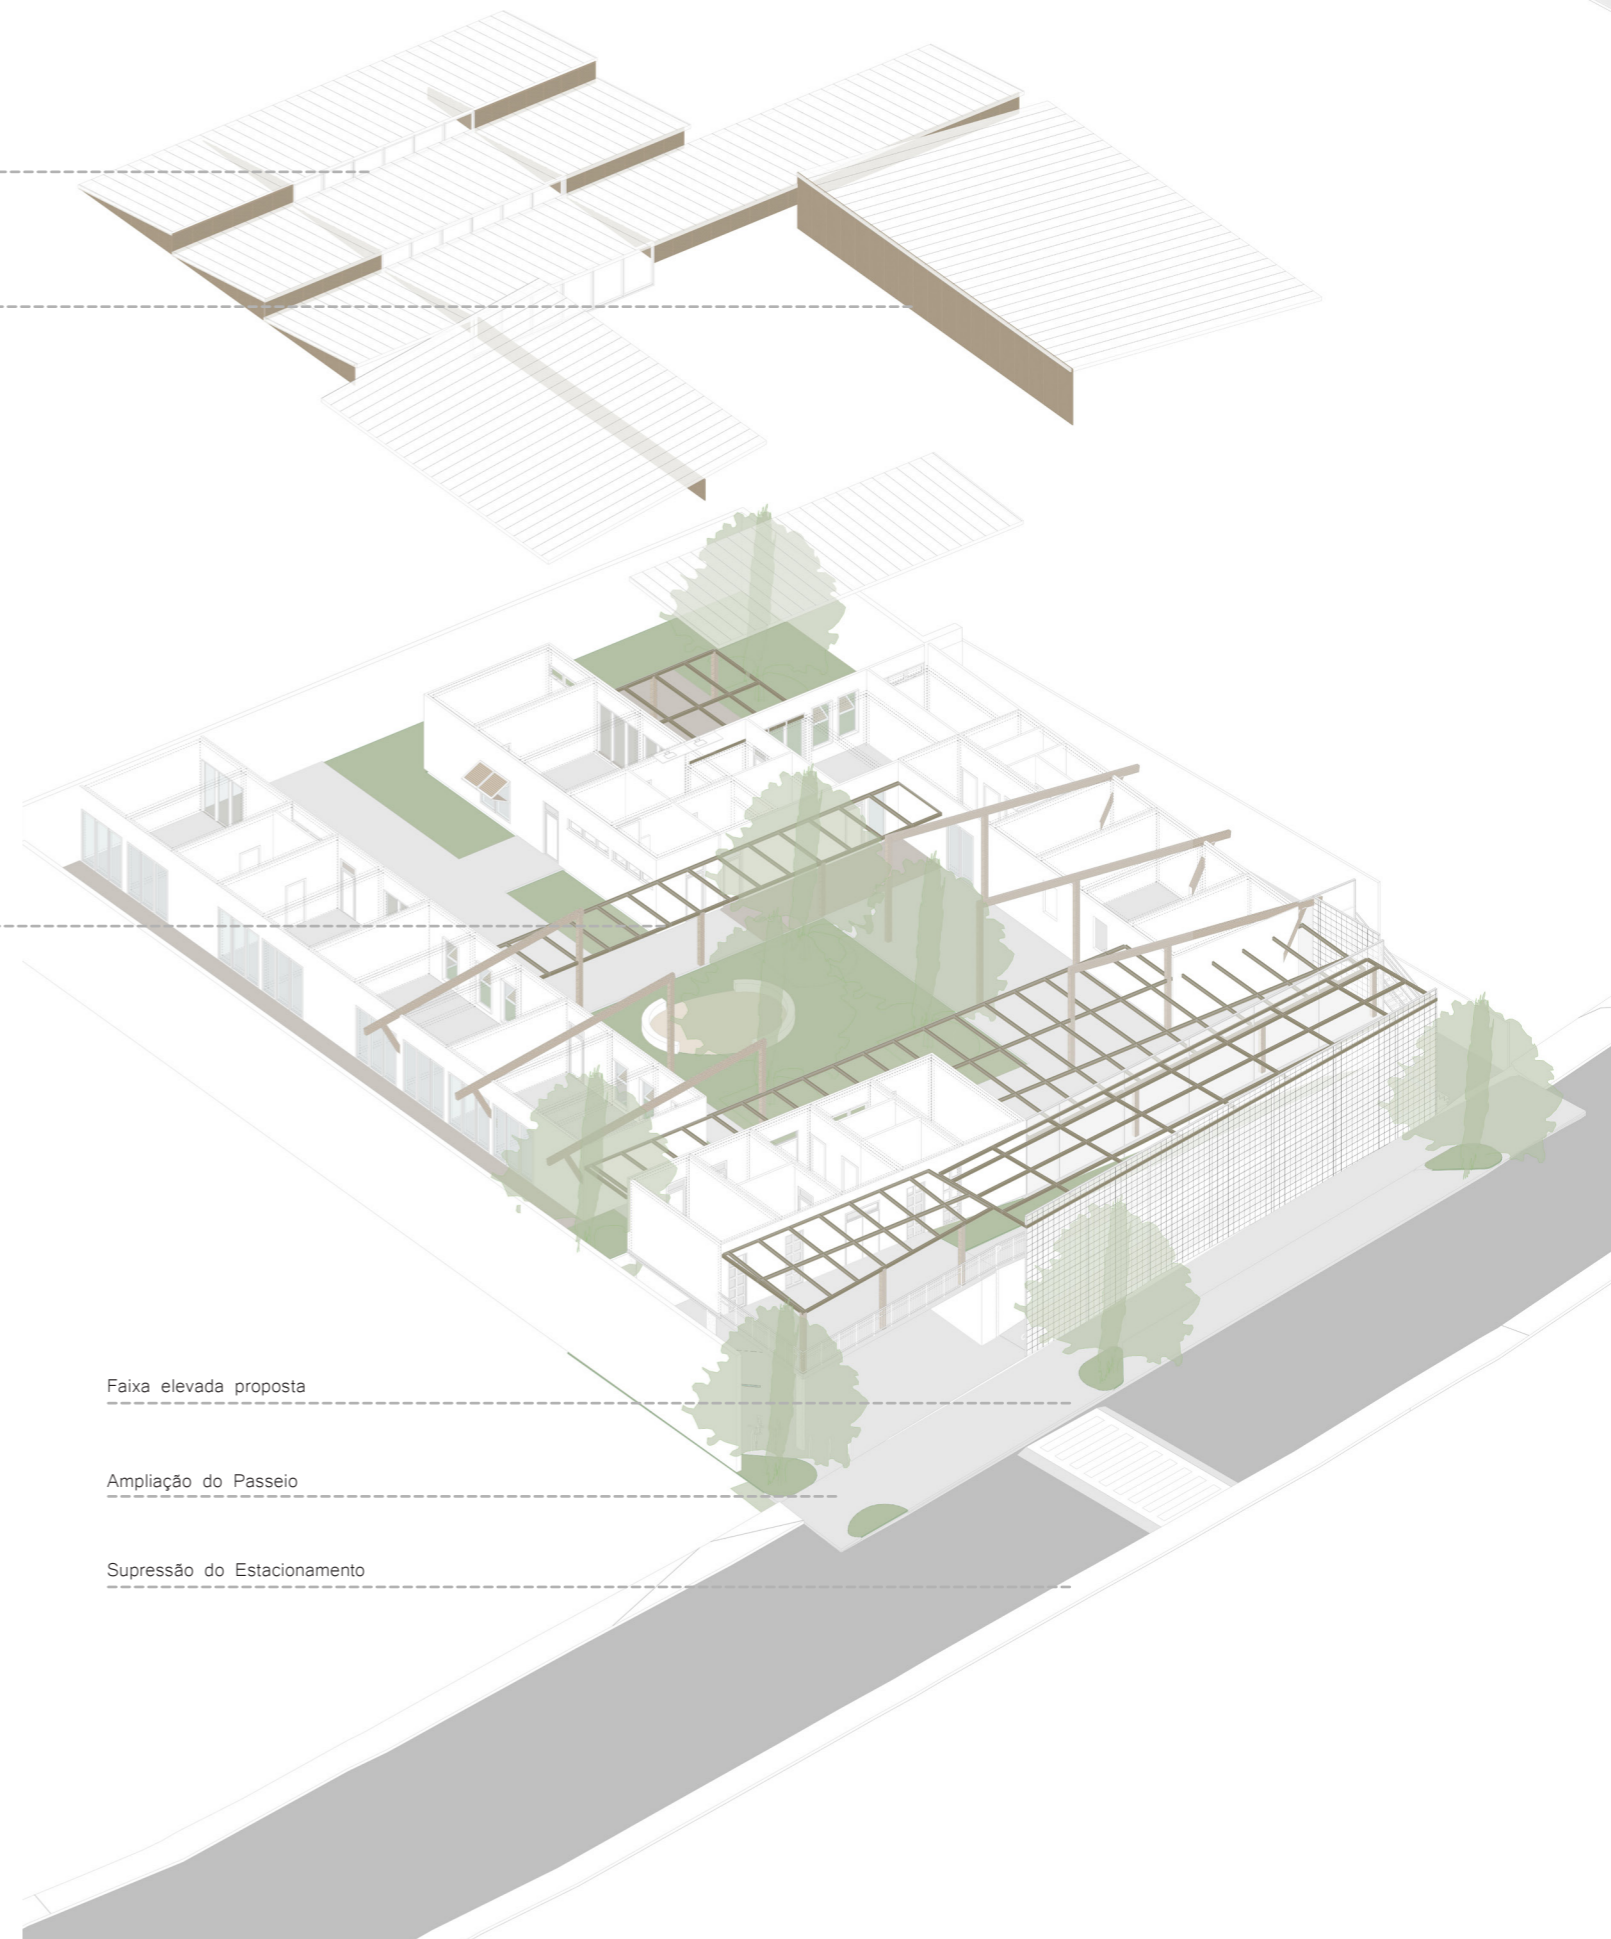 Faixa elevada proposta
Ampliação do Passeio
Supressão do Estacionamento